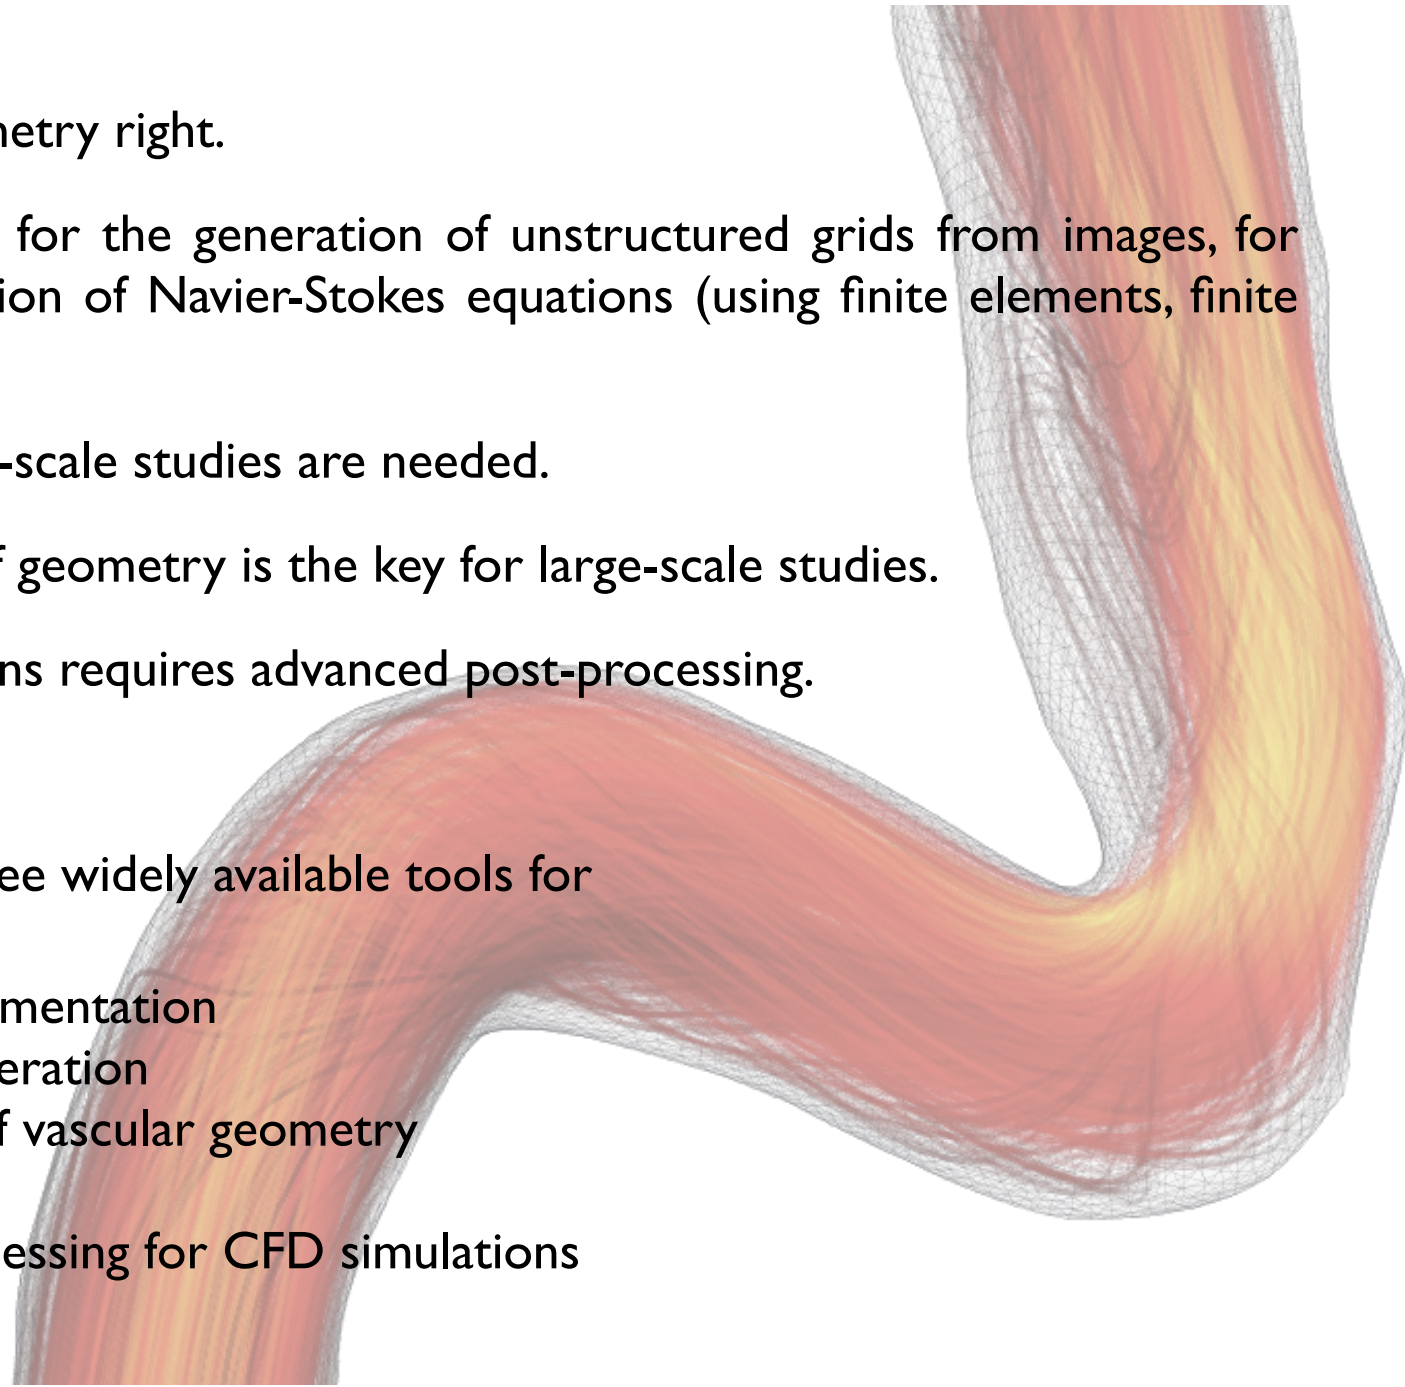 netry right.
for the generation of unstructured grids from images, for
tion of Navier-Stokes equations (using finite elements, finite
-scale studies are needed.
f geometry is the key for large-scale studies.
ns requires advanced post-processing.
ee widely available tools for
mentation
eration
f vascular geometry
essing for CFD simulations